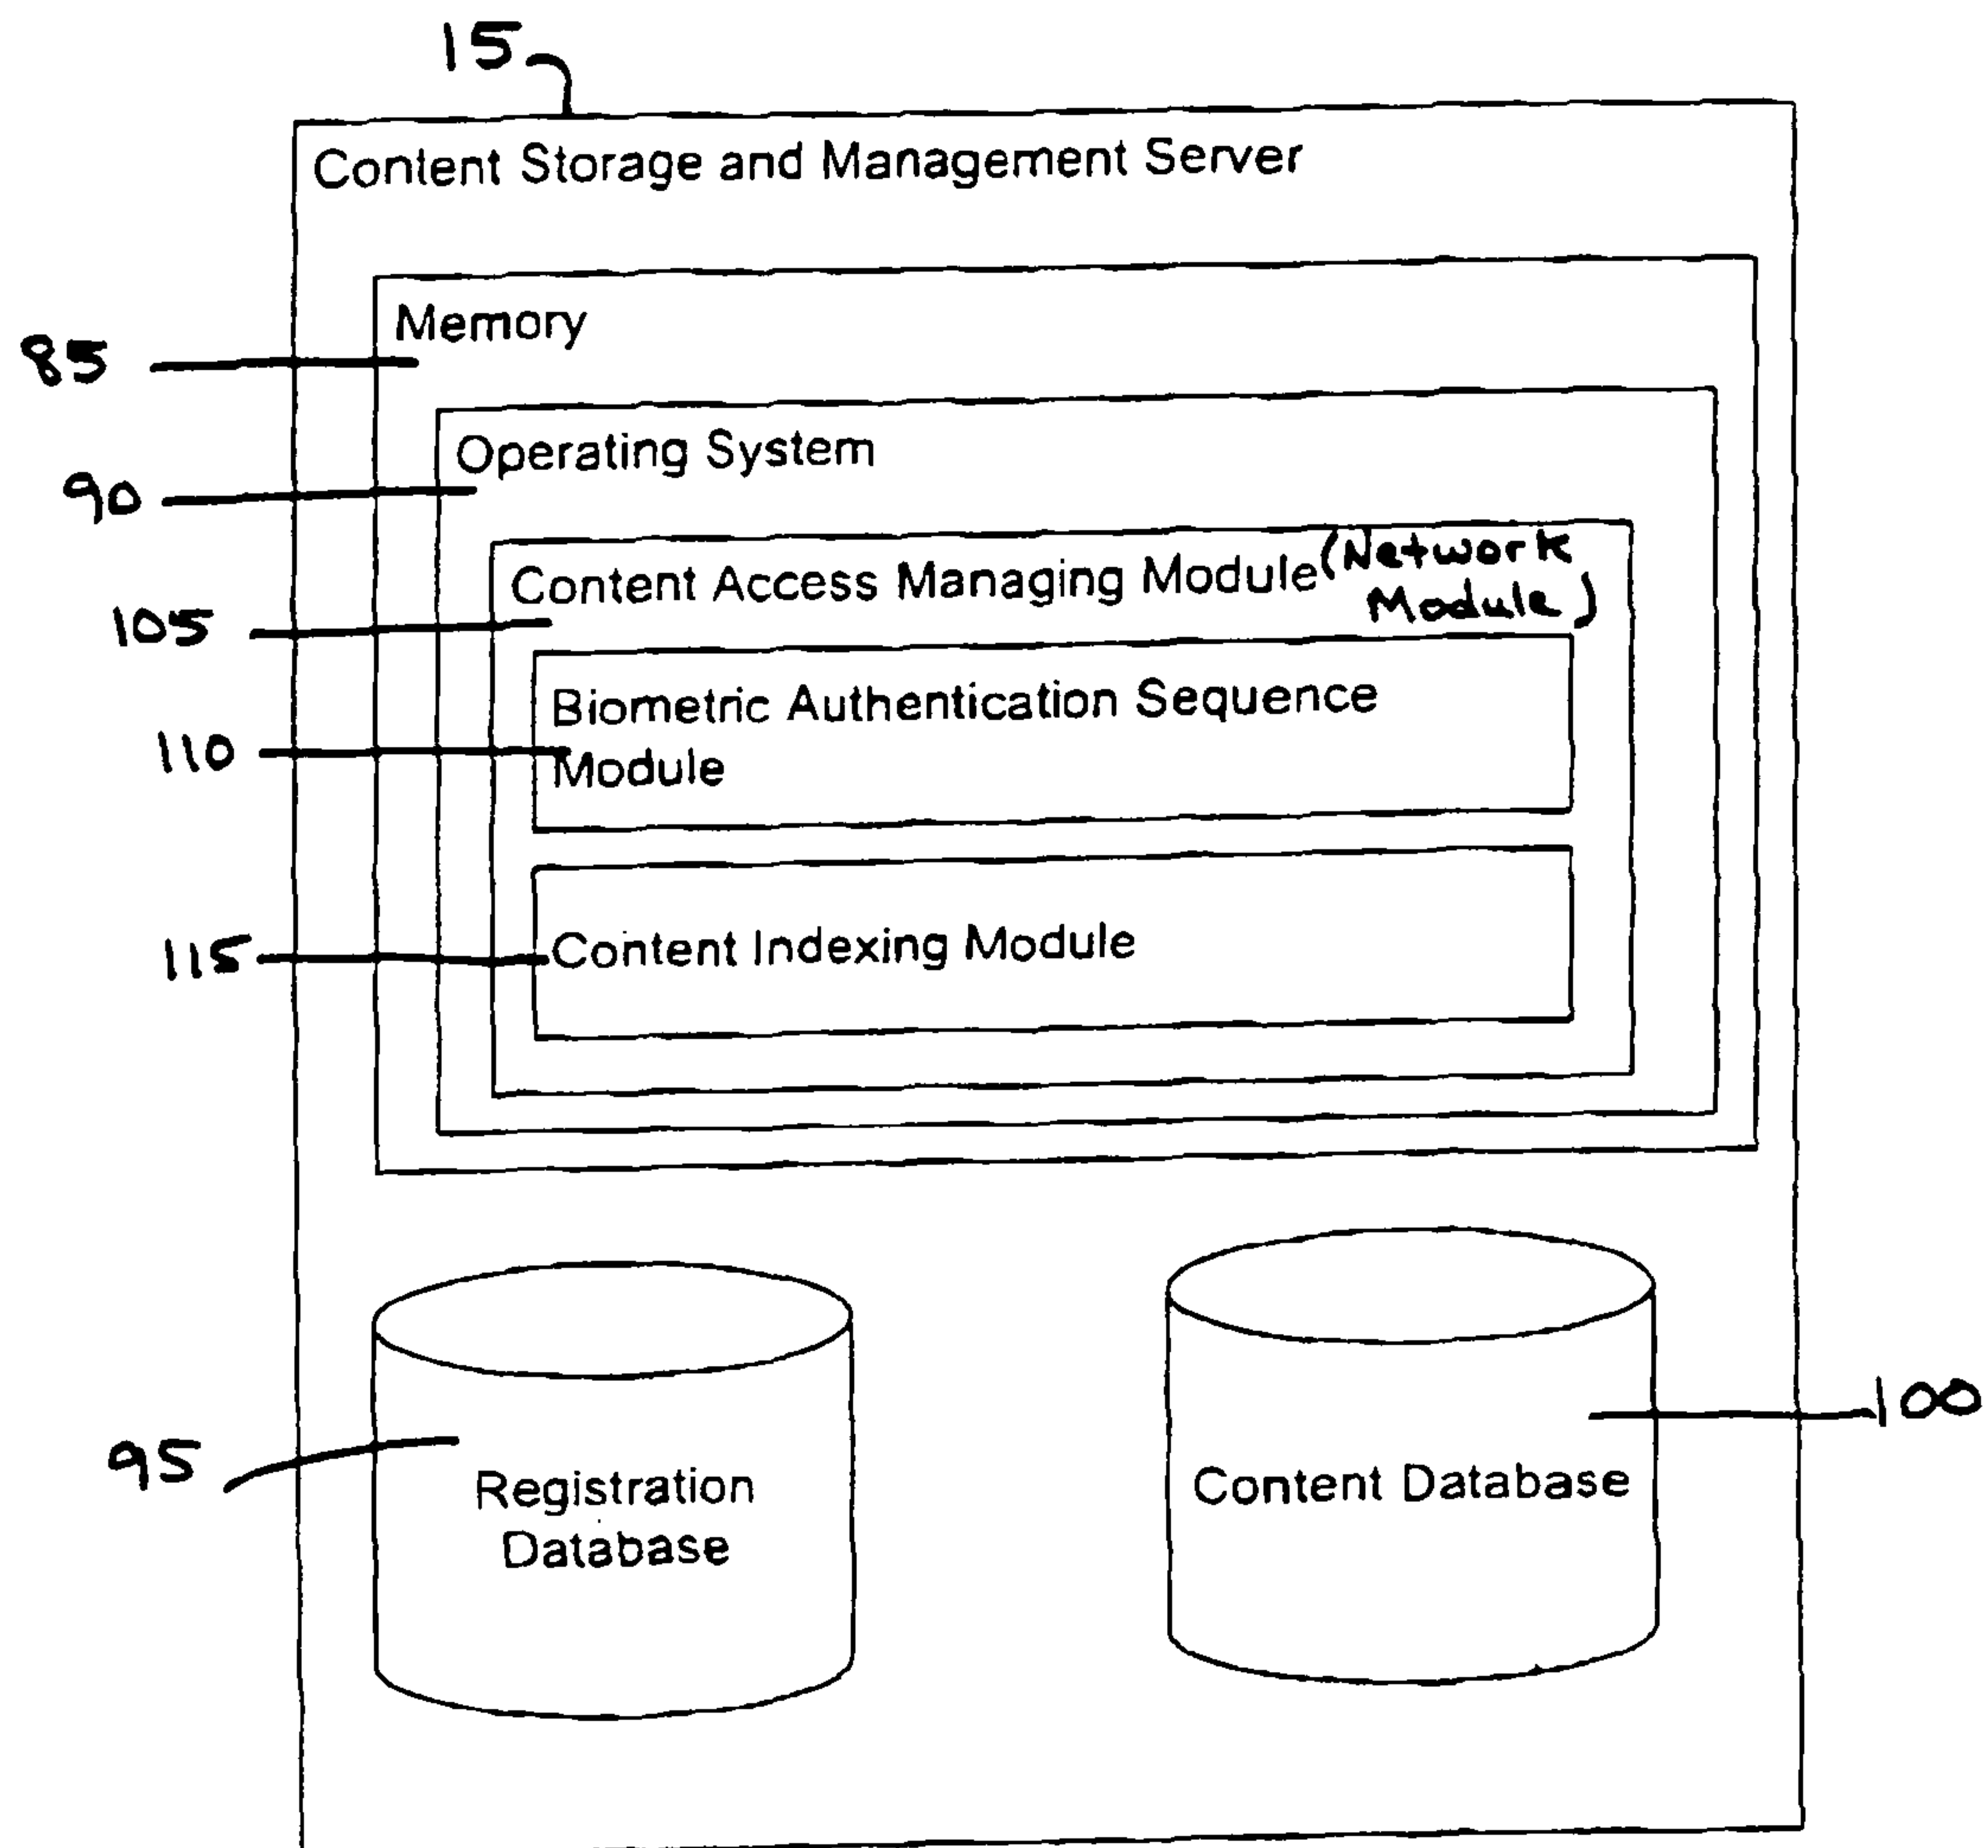 15
Content Storage and Management Server
Memory
85
Operating System
90
Content Access Managing Module (Network
Module)
105
Biometric Authentication Sequence
110
Module
Content Indexing Module
115
100
95
Registration
Content Database
Database